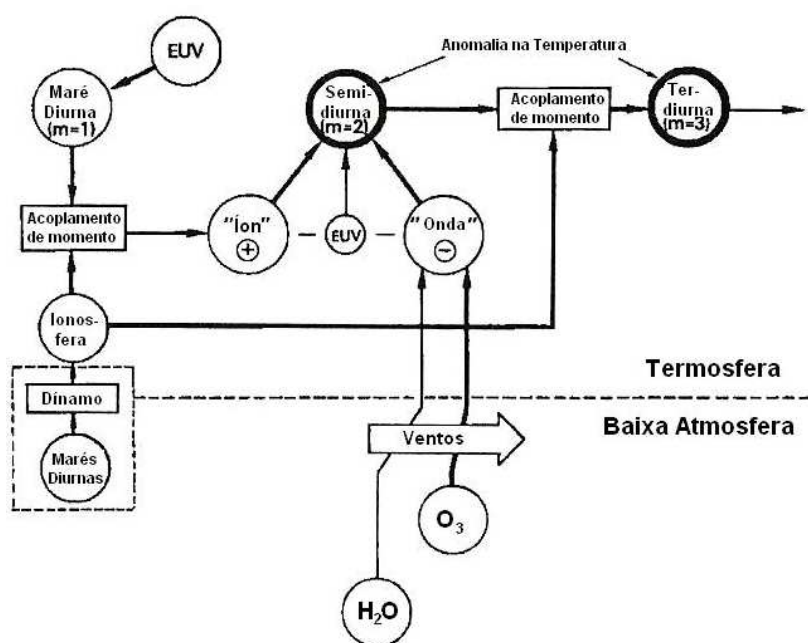 EUV
Anomalia na Temperatura
Maré
Diurna
(m=1)
Semi-
diurna
(m=2)
Acoplamento
de momento
Ter-
diurna
(m=3)
Acoplamento
de momento
"Íon"
+
EUV
"Onda"
−
Ionos-
fera
Termosfera
Dínamo
Baixa Atmosfera
Ventos
Marés
Diurnas
O₃
H₂O